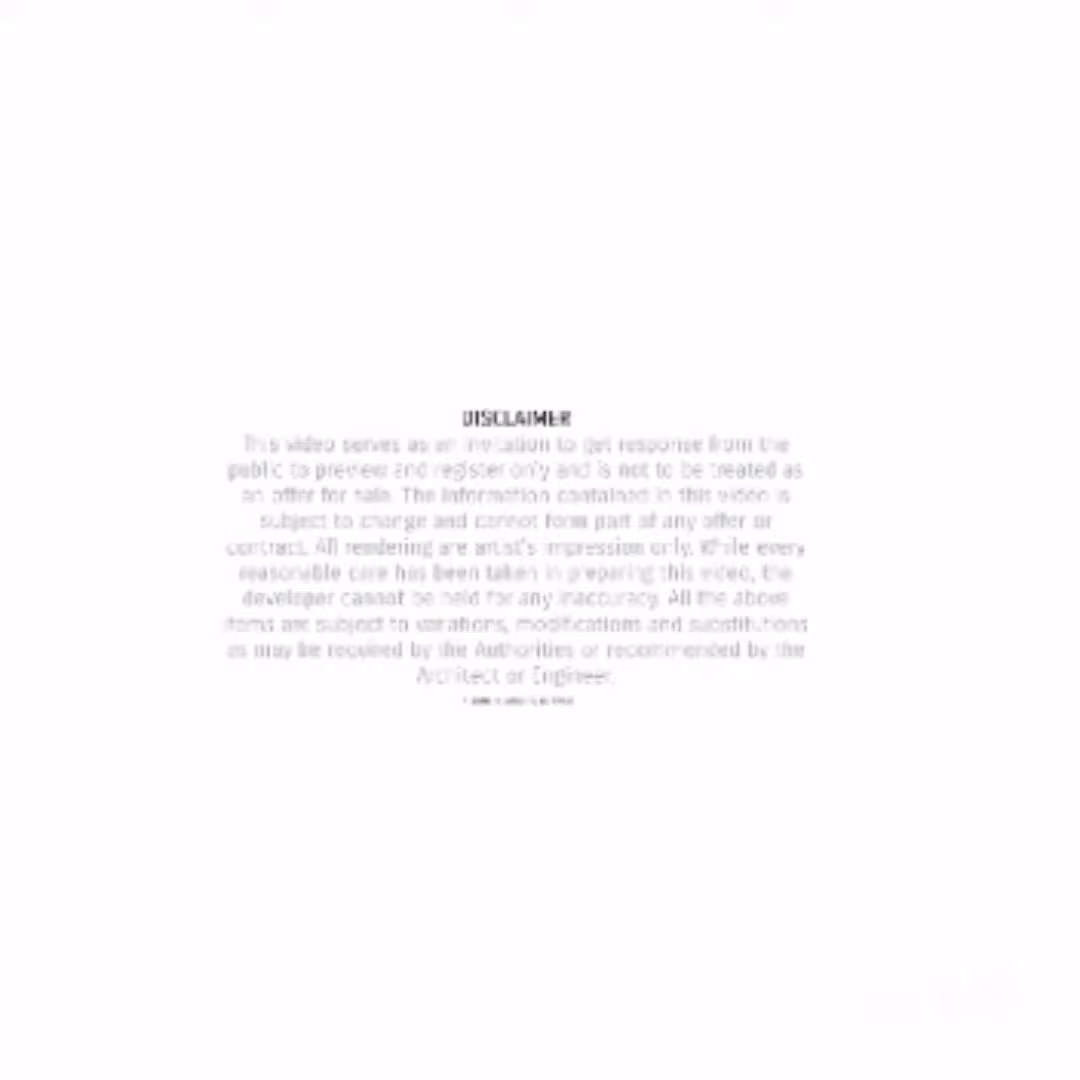 DISCLAIMER
This video serves as an invitation to get response from the
public to preview and register only and is not to be treated as
an offer for sale. The information contained in this video is
subject to change and cannot form part of any offer or
contract. All rendering are artist's impression only. While every
reasonable care has been taken in preparing this video, the
developer cannot be held for any inaccuracy. All the above
items are subject to variations, modifications and substitutions
as may be required by the Authorities or recommended by the
Architect or Engineer.